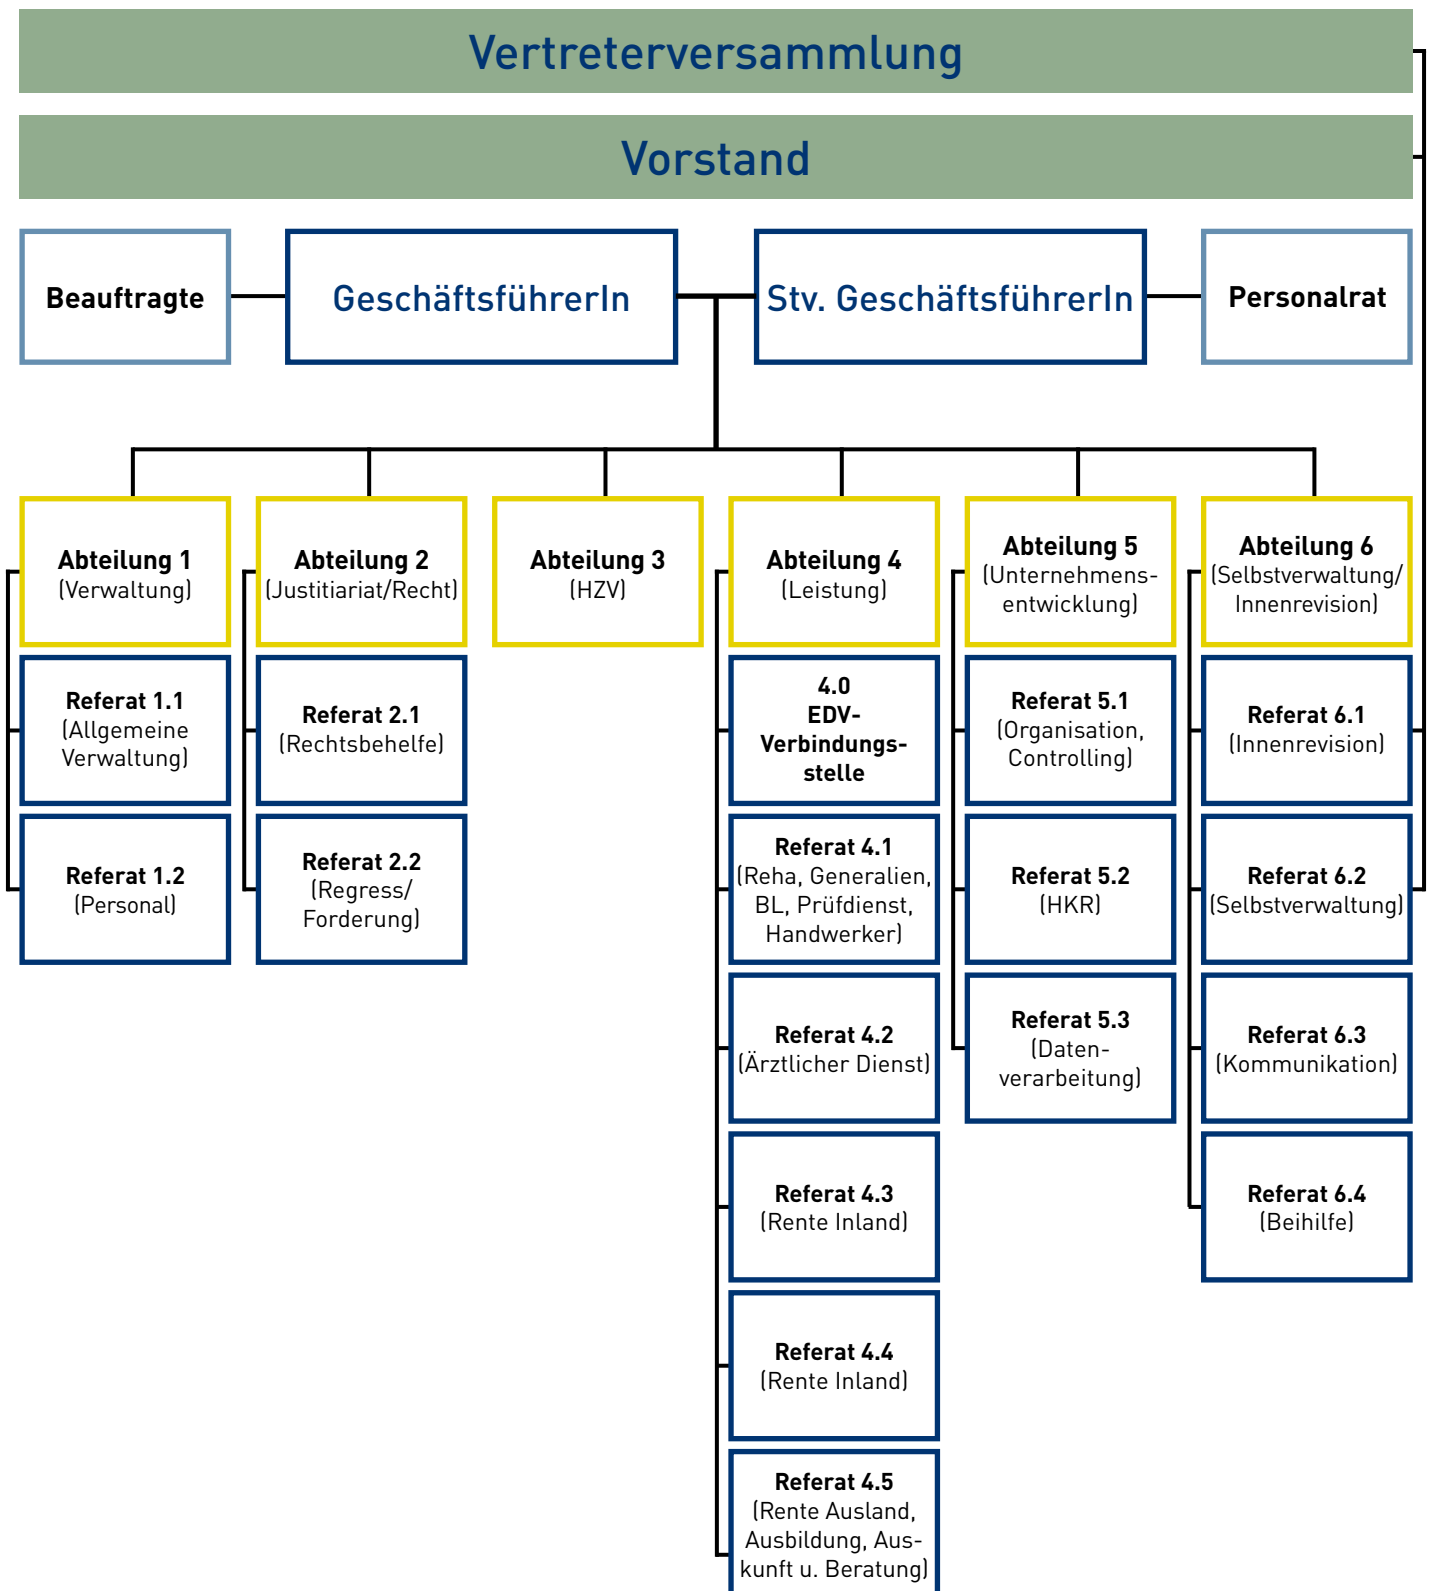 Vertreterversammlung
Vorstand
Beauftragte
GeschäftsführerIn
Stv. GeschäftsführerIn
Personalrat
Abteilung 1
(Verwaltung)
Abteilung 2
(Justitiariat/Recht)
Abteilung 3
(HZV)
Abteilung 4
(Leistung)
Abteilung 5
(Unternehmens-
entwicklung)
Abteilung 6
(Selbstverwaltung/
Innenrevision)
Referat 1.1
(Allgemeine
Verwaltung)
Referat 2.1
(Rechtsbehelfe)
4.0
EDV-
Verbindungs-
stelle
Referat 5.1
(Organisation,
Controlling)
Referat 6.1
(Innenrevision)
Referat 1.2
(Personal)
Referat 2.2
(Regress/
Forderung)
Referat 4.1
(Reha, Generalien,
BL, Prüfdienst,
Handwerker)
Referat 5.2
(HKR)
Referat 6.2
(Selbstverwaltung)
Referat 4.2
(Ärztlicher Dienst)
Referat 5.3
(Daten-
verarbeitung)
Referat 6.3
(Kommunikation)
Referat 4.3
(Rente Inland)
Referat 6.4
(Beihilfe)
Referat 4.4
(Rente Inland)
Referat 4.5
(Rente Ausland,
Ausbildung, Aus-
kunft u. Beratung)